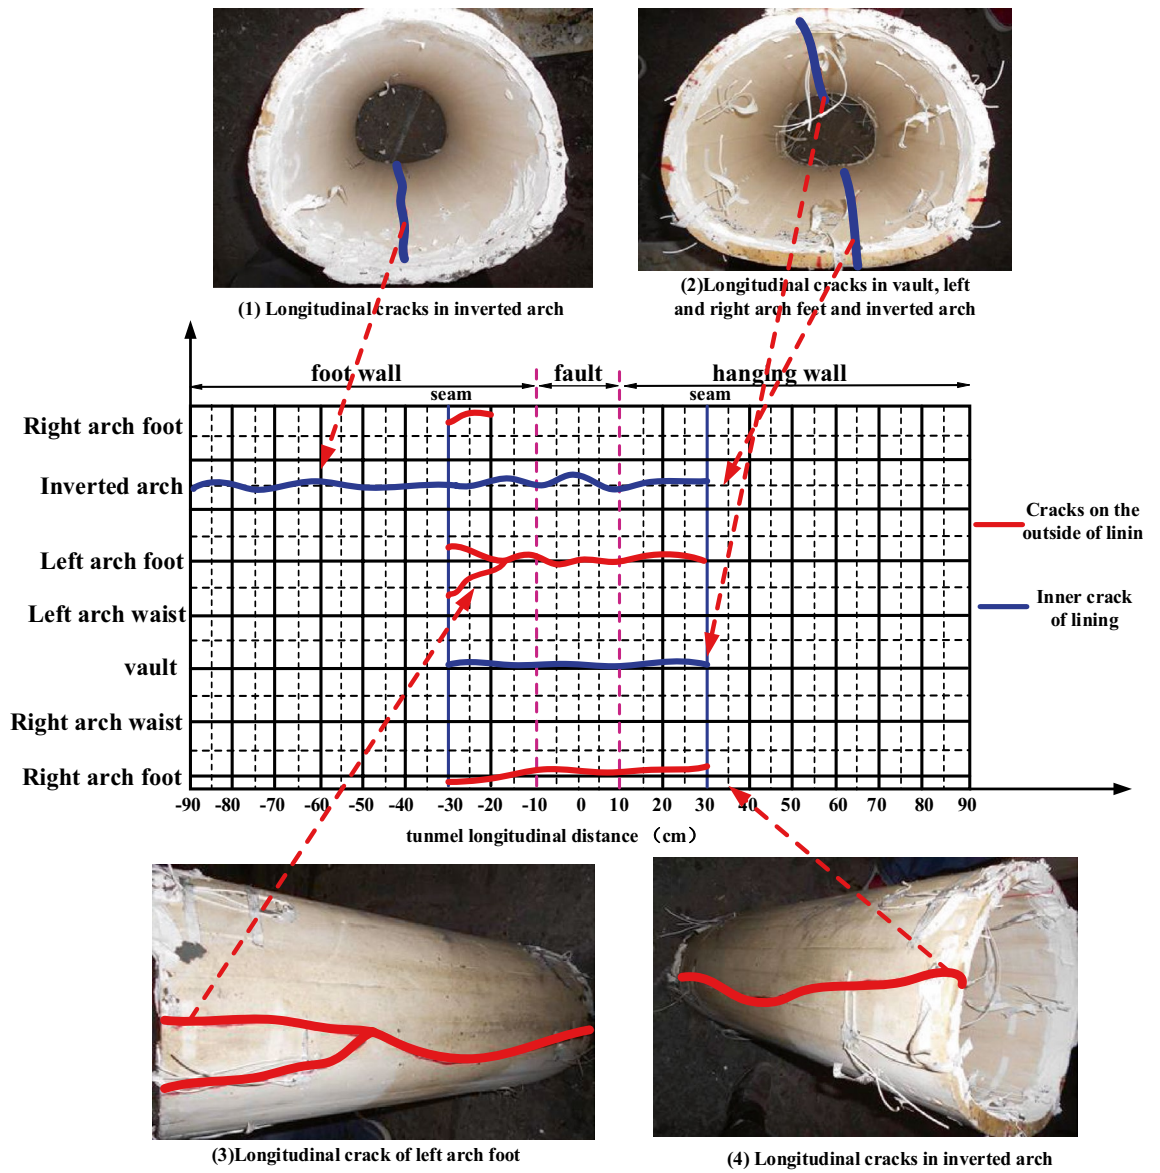 (1) Longitudinal cracks in inverted arch
(2)Longitudinal cracks in vault, left
and right arch feet and inverted arch
foot wall
fault
hanging wall
seam
seam
Right arch foot
Inverted arch
Left arch foot
Left arch waist
vault
Right arch waist
Right arch foot
Cracks on the
outside of linin
Inner crack
of lining
-90 -80 -70 -60 -50 -40 -30 -20 -10 0 10 20 30 40 50 60 70 80 90
tunmel longitudinal distance （cm）
(3)Longitudinal crack of left arch foot
(4) Longitudinal cracks in inverted arch